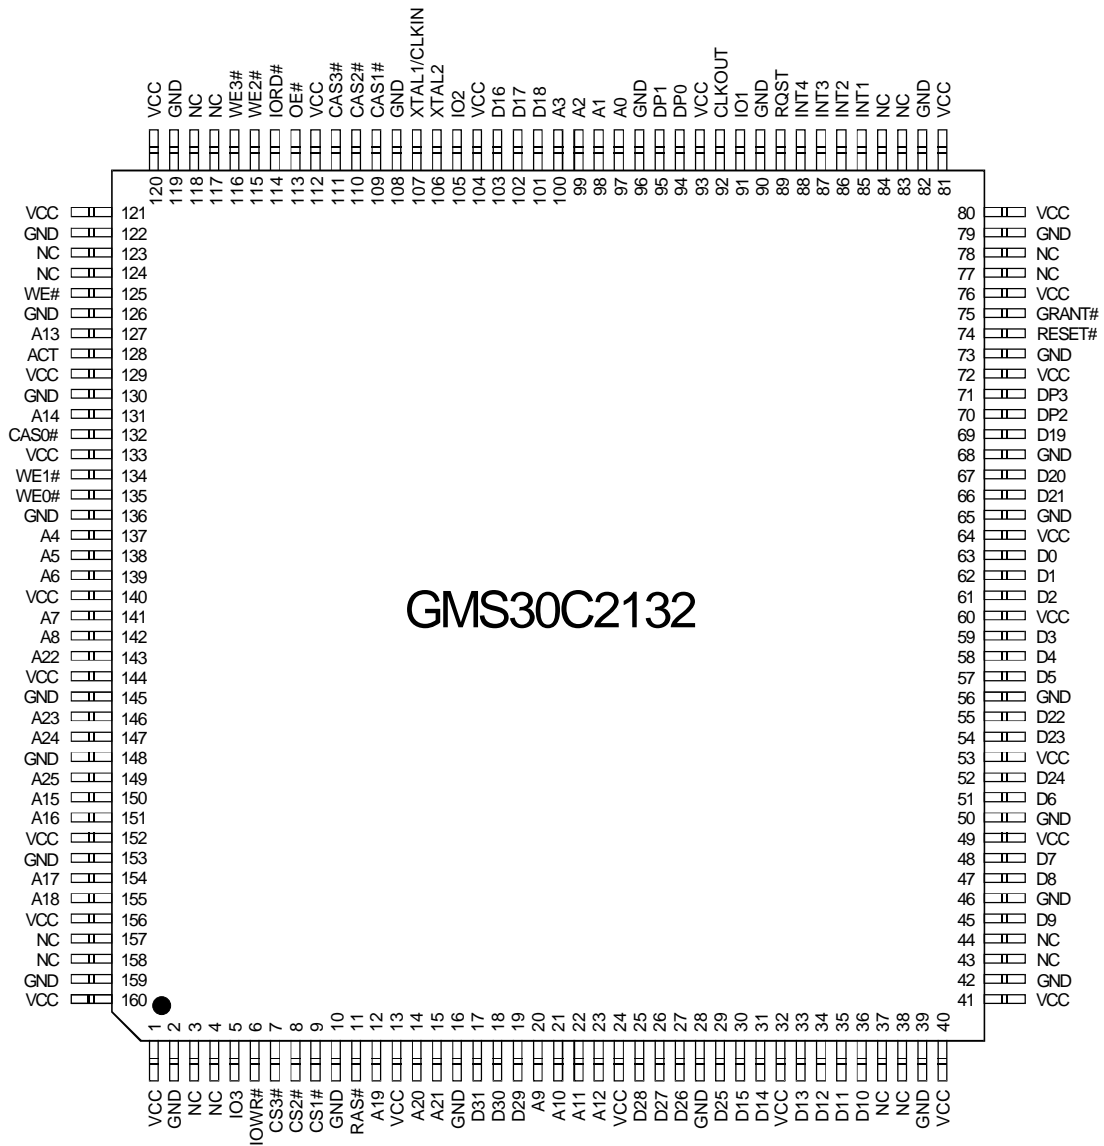 VCC GND NC NC WE3# WE2# IORD# OE# VCC CAS3# CAS2# CAS1# GND XTAL1/CLKIN XTAL2 IO2 VCC D16 D17 D18 A3 A2 A1 A0 GND DP1 DP0 VCC CLKOUT IO1 GND RQST INT4 INT3 INT2 INT1 NC NC GND VCC
120 119 118 117 116 115 114 113 112 111 110 109 108 107 106 105 104 103 102 101 100 99 98 97 96 95 94 93 92 91 90 89 88 87 86 85 84 83 82 81
VCC 121 80 VCC
GND 122 79 GND
NC 123 78 NC
NC 124 77 NC
WE# 125 76 VCC
GND 126 75 GRANT#
A13 127 74 RESET#
ACT 128 73 GND
VCC 129 72 VCC
GND 130 71 DP3
A14 131 70 DP2
CAS0# 132 69 D19
VCC 133 68 GND
WE1# 134 67 D20
WE0# 135 66 D21
GND 136 65 GND
A4 137 64 VCC
A5 138 63 D0
A6 139 62 D1
VCC 140 61 D2
GMS30C2132
A7 141 60 VCC
A8 142 59 D3
A22 143 58 D4
VCC 144 57 D5
GND 145 56 GND
A23 146 55 D22
A24 147 54 D23
GND 148 53 VCC
A25 149 52 D24
A15 150 51 D6
A16 151 50 GND
VCC 152 49 VCC
GND 153 48 D7
A17 154 47 D8
A18 155 46 GND
VCC 156 45 D9
NC 157 44 NC
NC 158 43 NC
GND 159 42 GND
VCC 160 41 VCC
1 2 3 4 5 6 7 8 9 10 11 12 13 14 15 16 17 18 19 20 21 22 23 24 25 26 27 28 29 30 31 32 33 34 35 36 37 38 39 40
VCC GND NC NC IO3 IOWR# CS3# CS2# CS1# GND RAS# A19 VCC A20 A21 GND D31 D30 D29 A9 A10 A11 A12 VCC D28 D27 D26 GND D25 D15 D14 VCC D13 D12 D11 D10 NC NC GND VCC